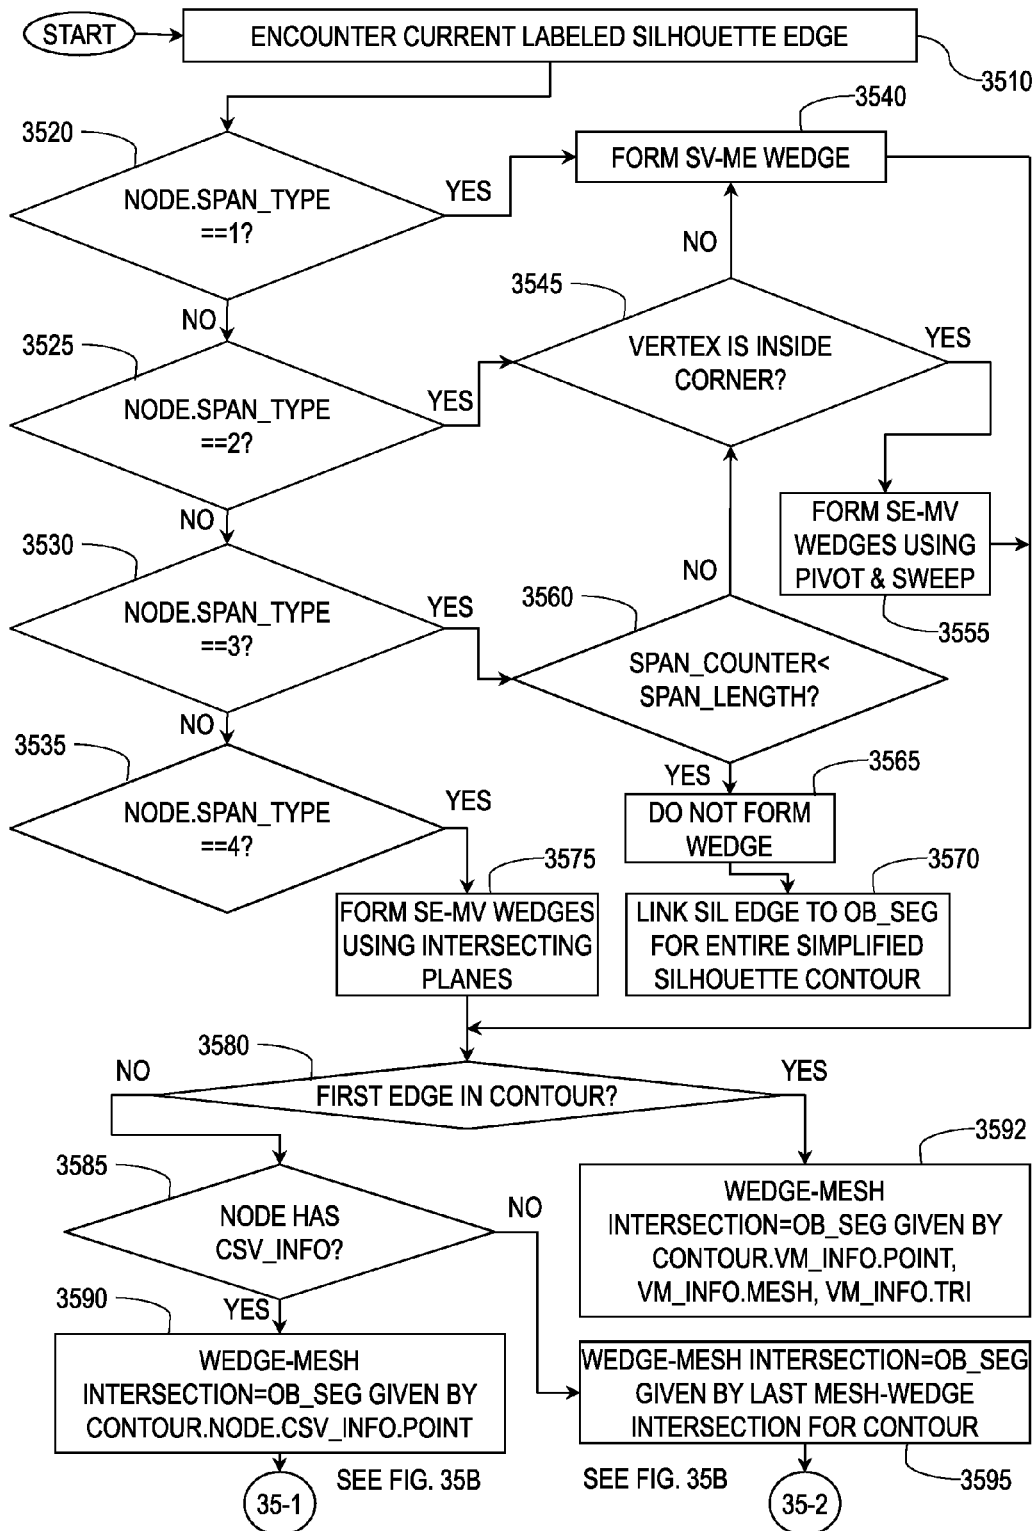 START
ENCOUNTER CURRENT LABELED SILHOUETTE EDGE
3510
3520
NODE.SPAN_TYPE
==1?
YES
NO
3540
FORM SV-ME WEDGE
NO
3525
NODE.SPAN_TYPE
==2?
YES
NO
3545
VERTEX IS INSIDE
CORNER?
YES
FORM SE-MV
WEDGES USING
PIVOT & SWEEP
3555
NO
3530
NODE.SPAN_TYPE
==3?
YES
NO
3560
SPAN_COUNTER<
SPAN_LENGTH?
YES
3565
DO NOT FORM
WEDGE
3570
LINK SIL EDGE TO OB_SEG
FOR ENTIRE SIMPLIFIED
SILHOUETTE CONTOUR
3535
NODE.SPAN_TYPE
==4?
YES
3575
FORM SE-MV WEDGES
USING INTERSECTING
PLANES
3580
FIRST EDGE IN CONTOUR?
NO
YES
3585
NODE HAS
CSV_INFO?
NO
YES
3592
WEDGE-MESH
INTERSECTION=OB_SEG GIVEN BY
CONTOUR.VM_INFO.POINT,
VM_INFO.MESH, VM_INFO.TRI
3590
WEDGE-MESH
INTERSECTION=OB_SEG GIVEN BY
CONTOUR.NODE.CSV_INFO.POINT
WEDGE-MESH INTERSECTION=OB_SEG
GIVEN BY LAST MESH-WEDGE
INTERSECTION FOR CONTOUR
3595
SEE FIG. 35B
35-1
SEE FIG. 35B
35-2